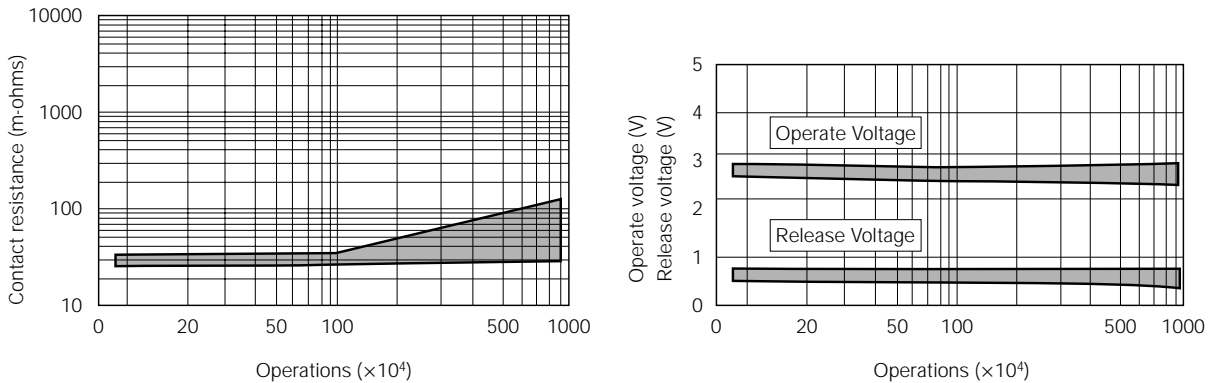 10000
1000
100
10
Contact resistance (m-ohms)
0 20 50 100 500 1000
Operations (×10⁴)
5
4
3
2
1
0
Operate voltage (V)
Release voltage (V)
Operate Voltage
Release Voltage
0 20 50 100 500 1000
Operations (×10⁴)